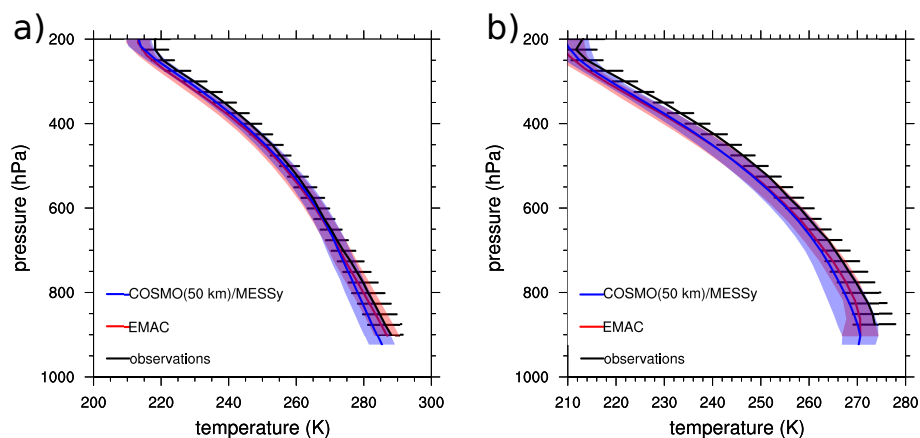 a)
200
400
600
800
1000
pressure (hPa)
COSMO(50 km)/MESSy
EMAC
observations
200 220 240 260 280 300
temperature (K)
b)
200
400
600
800
1000
pressure (hPa)
COSMO(50 km)/MESSy
EMAC
observations
210 220 230 240 250 260 270 280
temperature (K)